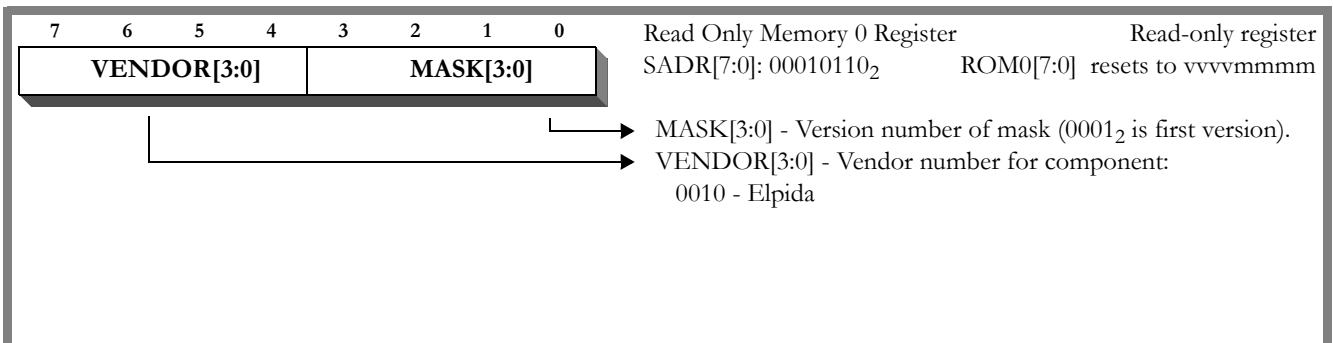 7 6 5 4 3 2 1 0
VENDOR[3:0] MASK[3:0]
Read Only Memory 0 Register Read-only register
SADR[7:0]: 00010110₂ ROM0[7:0] resets to vvvvmmmm
MASK[3:0] - Version number of mask (0001₂ is first version).
VENDOR[3:0] - Vendor number for component:
0010 - Elpida